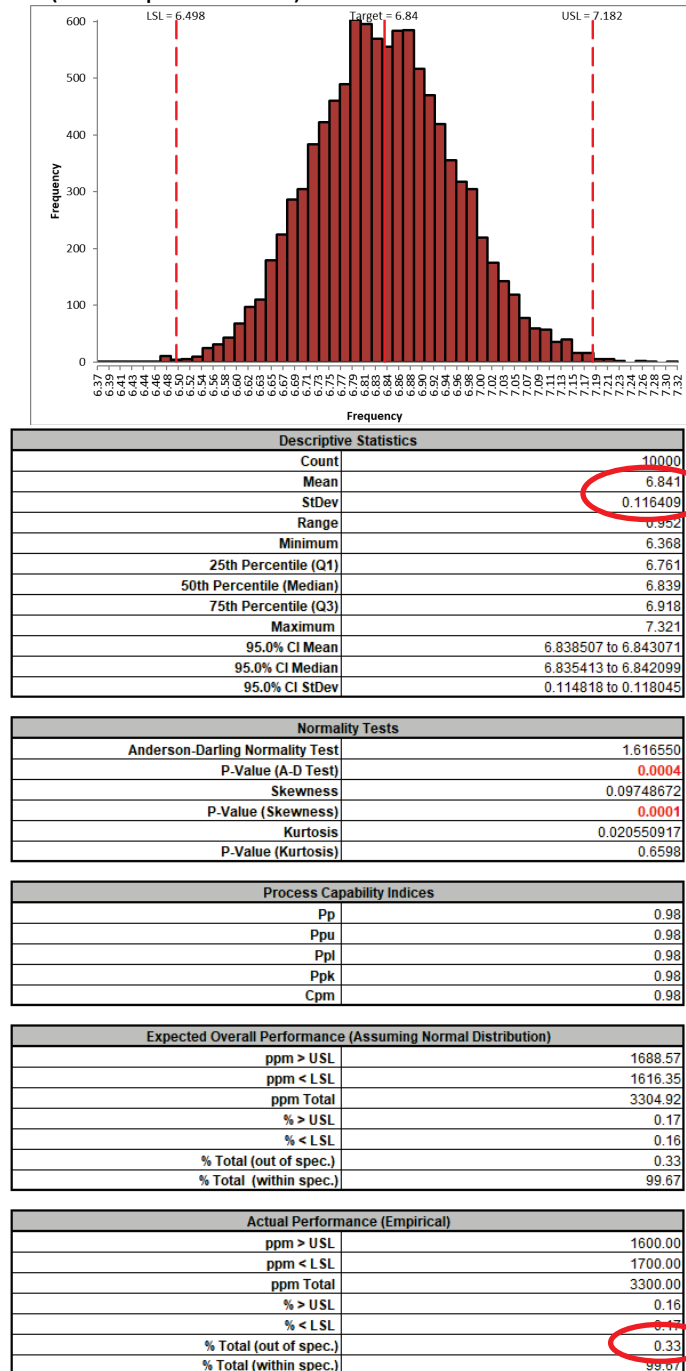 LSL = 6.498 Target = 6.84 USL = 7.182
600
500
400
300
200
100
0
Frequency
6.37 6.39 6.41 6.43 6.44 6.46 6.48 6.50 6.52 6.54 6.56 6.58 6.60 6.62 6.63 6.65 6.67 6.69 6.71 6.73 6.75 6.77 6.79 6.81 6.83 6.84 6.86 6.88 6.90 6.92 6.94 6.96 6.98 7.00 7.02 7.03 7.05 7.07 7.09 7.11 7.13 7.15 7.17 7.19 7.21 7.23 7.24 7.26 7.28 7.30 7.32
Frequency
Descriptive Statistics
Count 10000
Mean 6.841
StDev 0.116409
Range 0.952
Minimum 6.368
25th Percentile (Q1) 6.761
50th Percentile (Median) 6.839
75th Percentile (Q3) 6.918
Maximum 7.321
95.0% CI Mean 6.838507 to 6.843071
95.0% CI Median 6.835413 to 6.842099
95.0% CI StDev 0.114818 to 0.118045
Normality Tests
Anderson-Darling Normality Test 1.616550
P-Value (A-D Test) 0.0004
Skewness 0.09748672
P-Value (Skewness) 0.0001
Kurtosis 0.020550917
P-Value (Kurtosis) 0.6598
Process Capability Indices
Pp 0.98
Ppu 0.98
Ppl 0.98
Ppk 0.98
Cpm 0.98
Expected Overall Performance (Assuming Normal Distribution)
ppm > USL 1688.57
ppm < LSL 1616.35
ppm Total 3304.92
% > USL 0.17
% < LSL 0.16
% Total (out of spec.) 0.33
% Total (within spec.) 99.67
Actual Performance (Empirical)
ppm > USL 1600.00
ppm < LSL 1700.00
ppm Total 3300.00
% > USL 0.16
% < LSL 0.17
% Total (out of spec.) 0.33
% Total (within spec.) 99.67